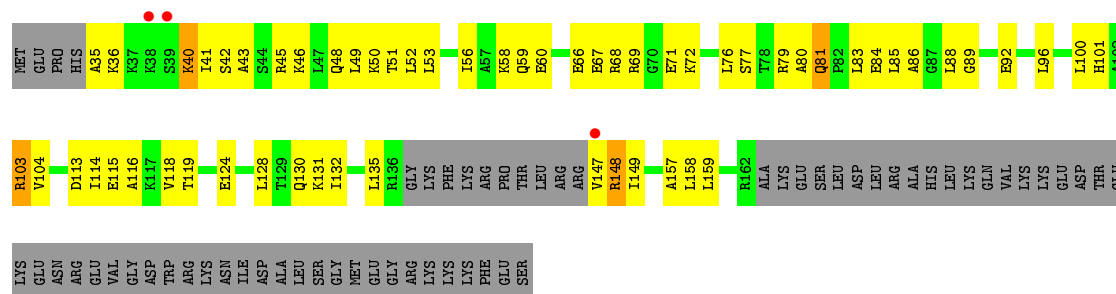 MET GLU PRO HIS A35 K36 K37 K38 S39 K40 I41 S42 A43 S44 R45 K46 L47 Q48 L49 K50 T51 L52 L53 I56 A57 K58 Q59 E60 E66 E67 R68 R69 G70 E71 K72 L76 S77 T78 R79 A80 Q81 P82 L83 E84 L85 A86 G87 L88 G89 E92 L96 L100 H101
R103 V104 D113 I114 E115 A116 K117 V118 T119 E124 L128 T129 Q130 K131 I132 L135 R136 GLY LYS PHE LYS ARG PRO THR LEU ARG ARG V147 R148 I149 A157 L158 L159 R162 ALA LYS GLU SER LEU ASP LEU ARG ALA HIS LEU LYS GLN VAL LYS LYS GLU ASP THR
LYS GLU ASN ARG GLU VAL GLY ASP TRP ARG LYS ASN ILE ASP ALA LEU SER GLY MET GLU GLY ARG LYS LYS LYS PHE GLU SER